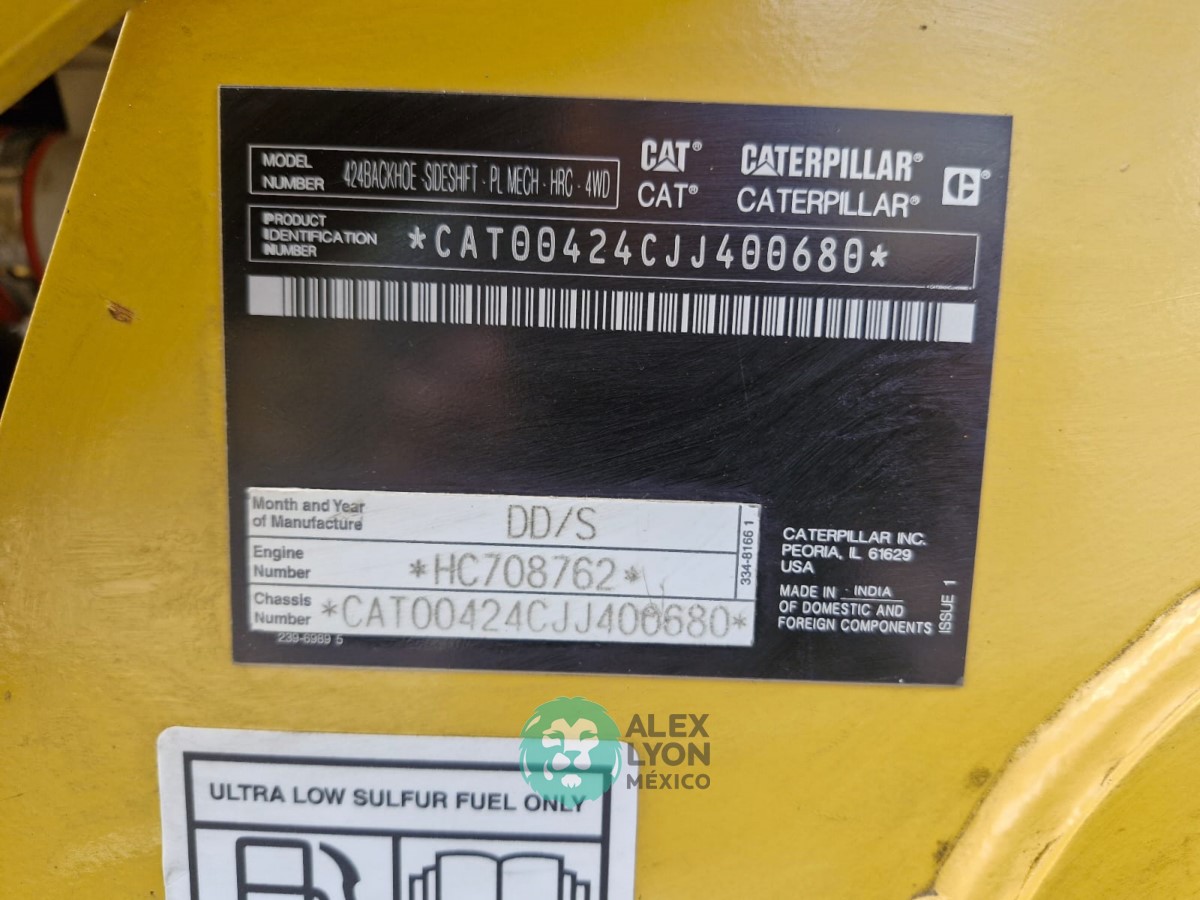 MODEL
NUMBER
424BACKHOE - SIDESHIFT - PL MECH - HRC - 4WD
CAT® CATERPILLAR®
CAT® CATERPILLAR®
PRODUCT
IDENTIFICATION
NUMBER
*CAT00424CJJ400680*
Month and Year
of Manufacture
DD/S
Engine
Number
*HC708762*
Chassis
Number
*CAT00424CJJ400680*
334-8166 1
239-6989 5
CATERPILLAR INC.
PEORIA, IL 61629
USA
MADE IN INDIA
OF DOMESTIC AND
FOREIGN COMPONENTS
ISSUE 1
ALEX
LYON
MÉXICO
ULTRA LOW SULFUR FUEL ONLY